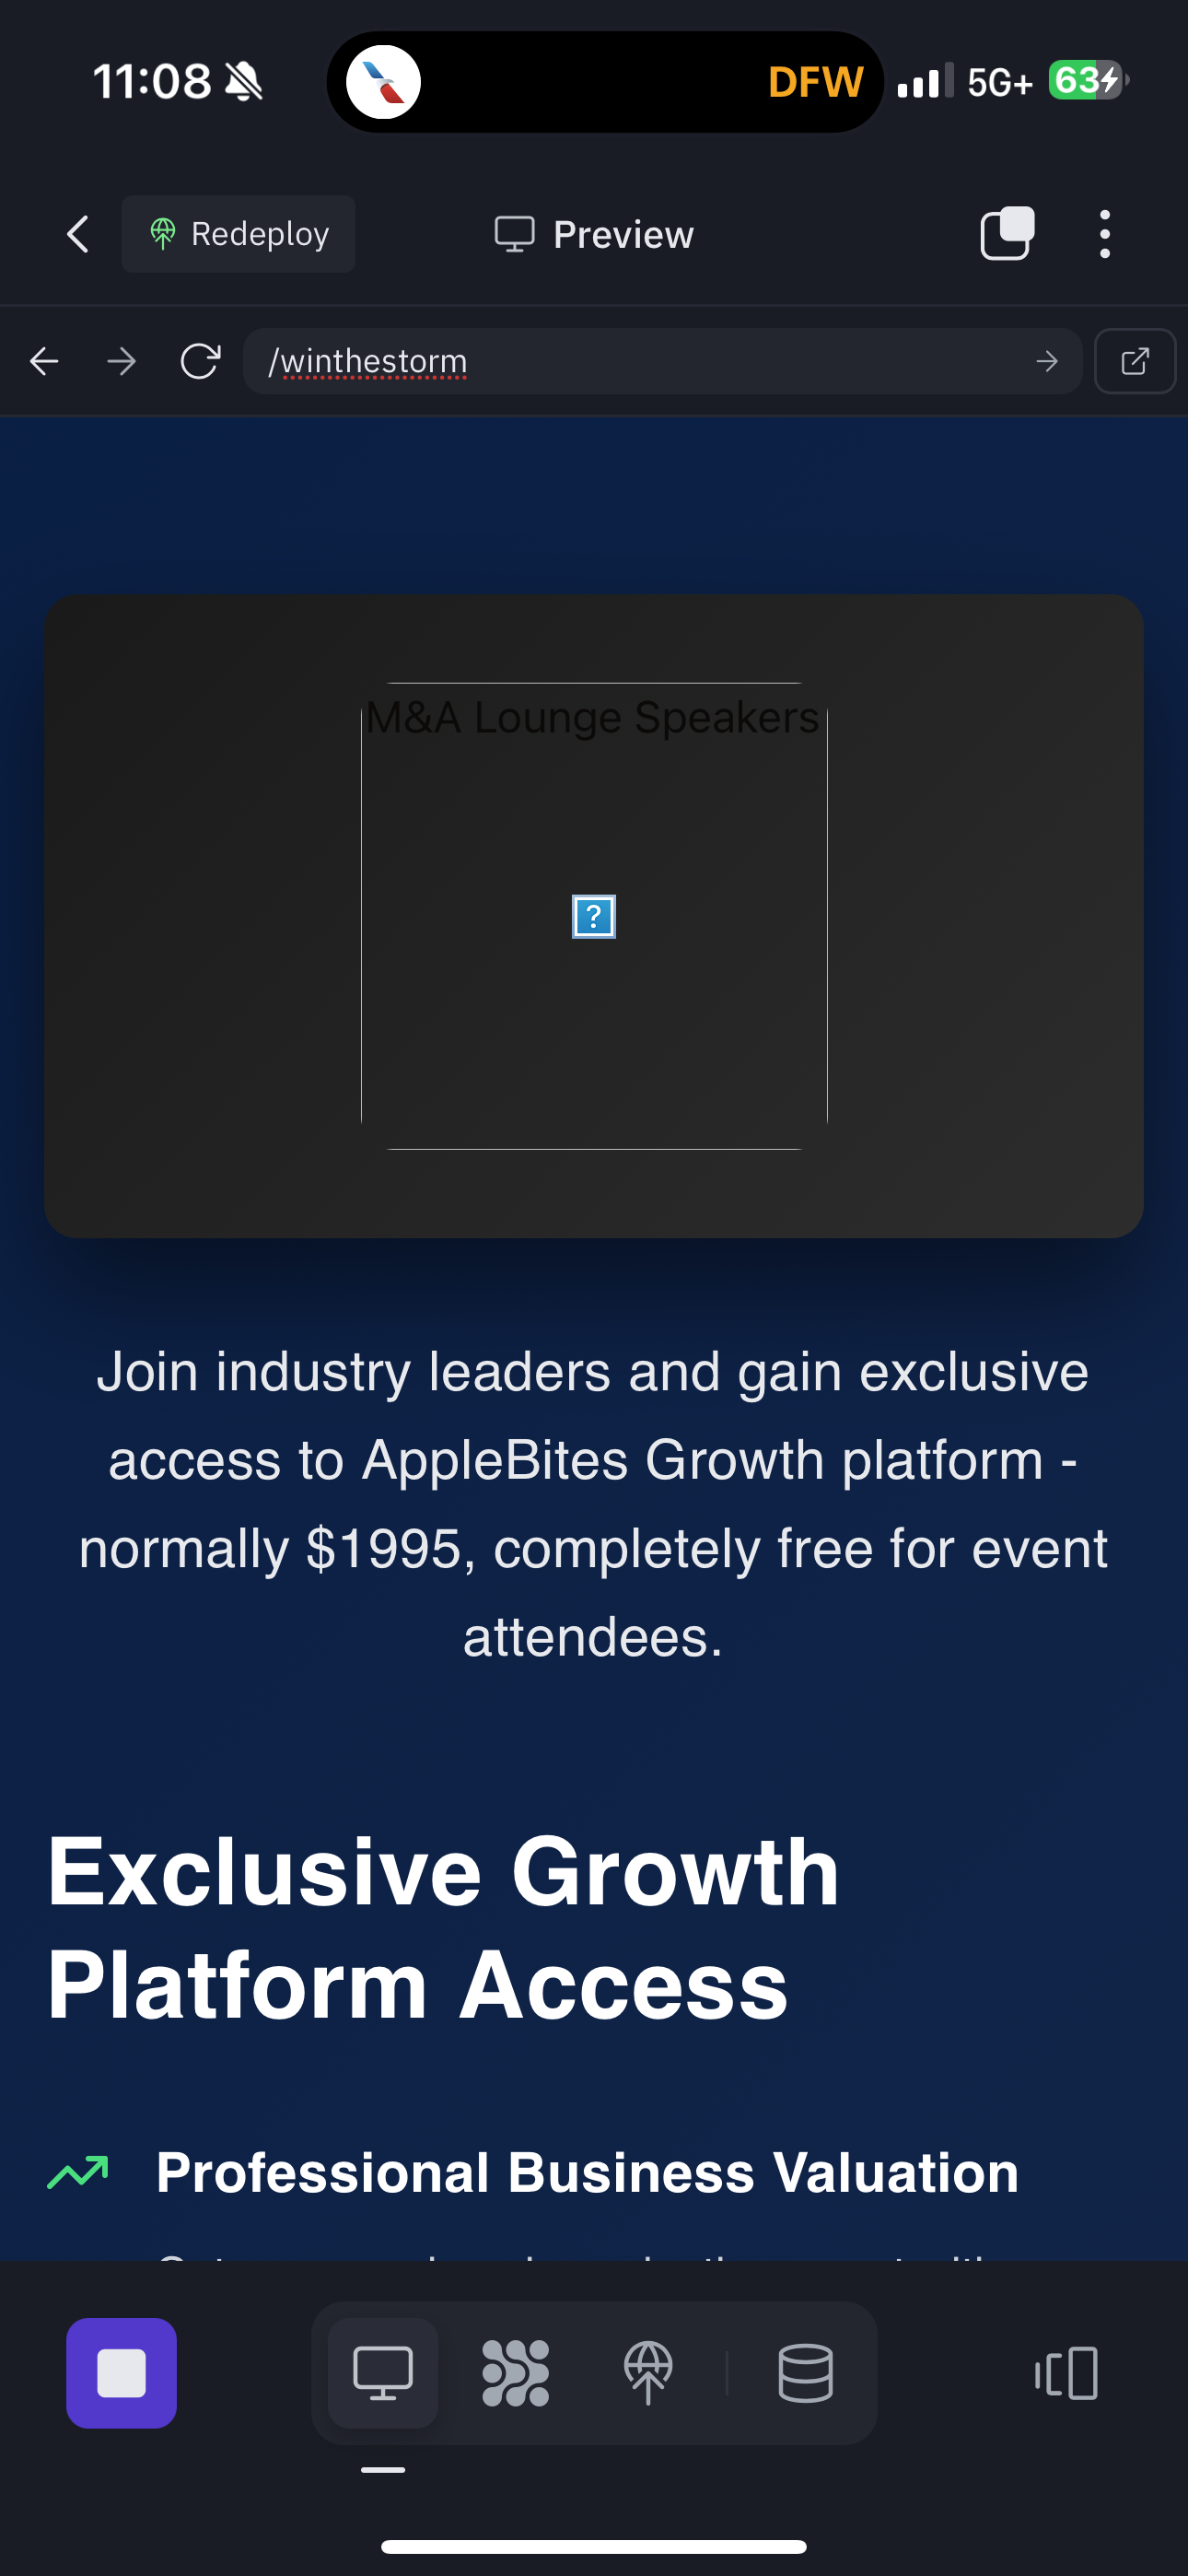 11:08
DFW
5G+
63
Redeploy
Preview
/winthestorm
M&A Lounge Speakers
?
Join industry leaders and gain exclusive
access to AppleBites Growth platform -
normally $1995, completely free for event
attendees.
Exclusive Growth
Platform Access
Professional Business Valuation